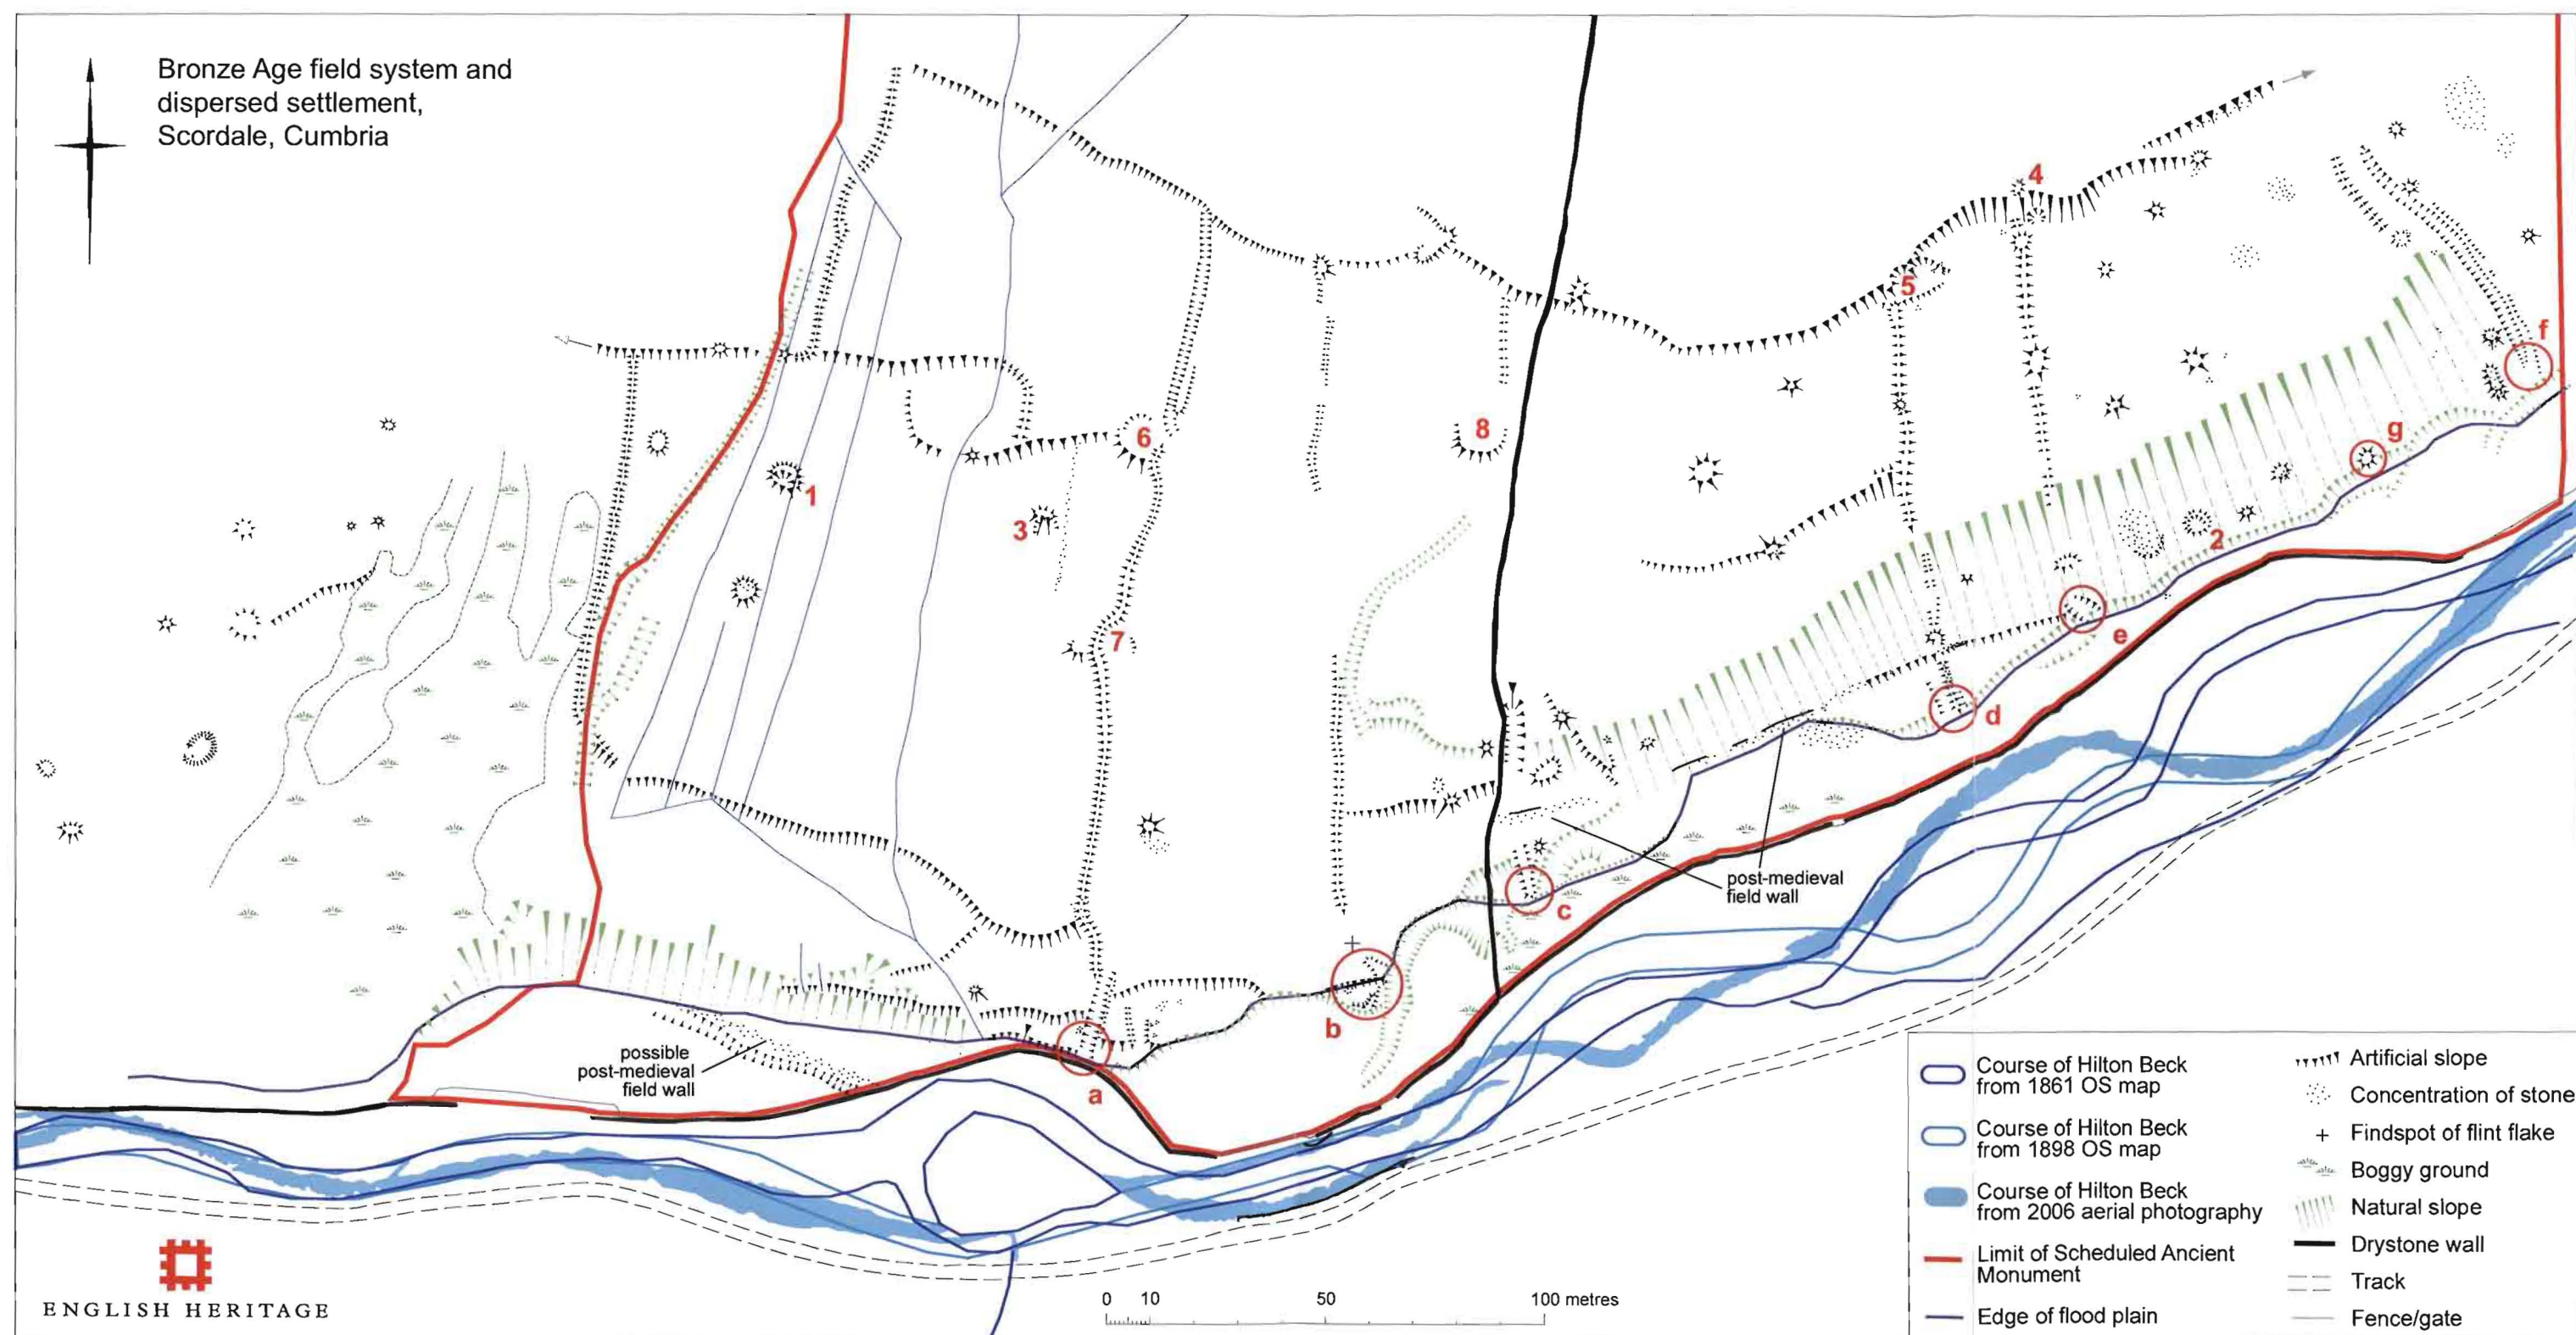 Bronze Age field system and
dispersed settlement,
Scordale, Cumbria
4
5
f
6
8
g
1
3
2
7
e
d
post-medieval
field wall
c
b
possible
post-medieval
field wall
a
Course of Hilton Beck
from 1861 OS map
Course of Hilton Beck
from 1898 OS map
Course of Hilton Beck
from 2006 aerial photography
Limit of Scheduled Ancient
Monument
Edge of flood plain
Artificial slope
Concentration of stone
Findspot of flint flake
Boggy ground
Natural slope
Drystone wall
Track
Fence/gate
0 10 50 100 metres
ENGLISH HERITAGE